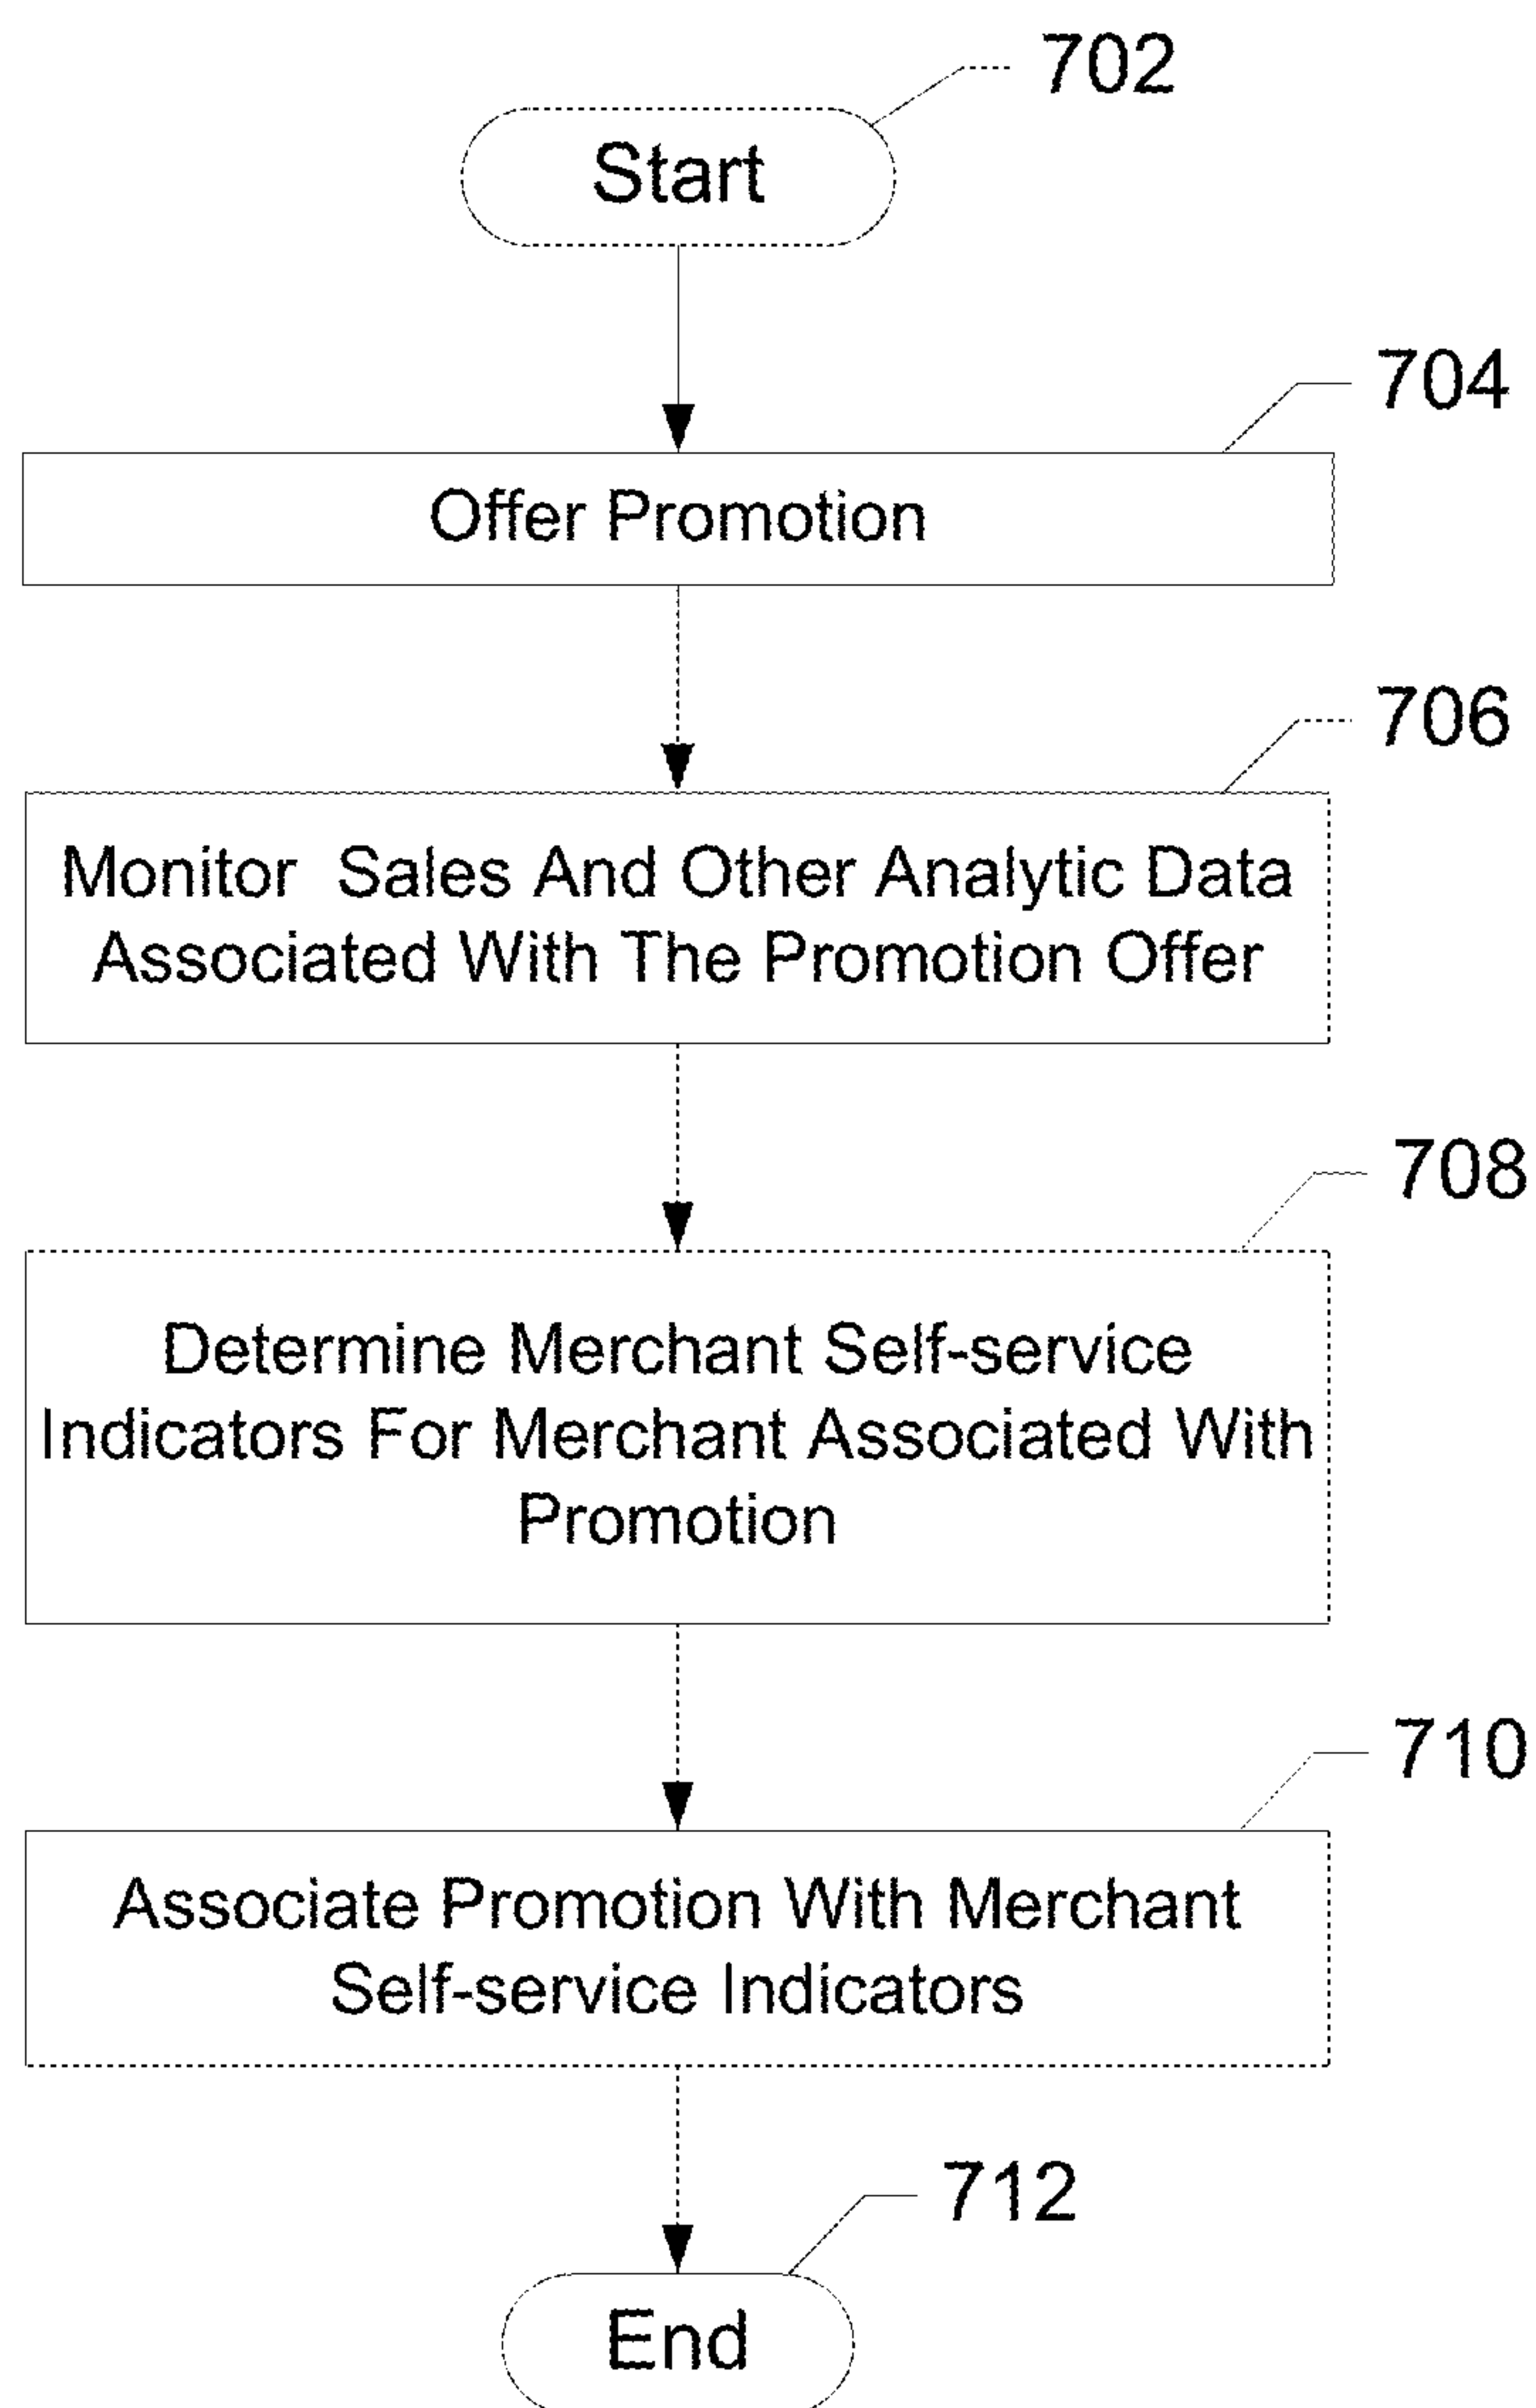 702
Start
704
Offer Promotion
706
Monitor  Sales And Other Analytic Data
Associated With The Promotion Offer
708
Determine Merchant Self-service
Indicators For Merchant Associated With
Promotion
710
Associate Promotion With Merchant
Self-service Indicators
712
End